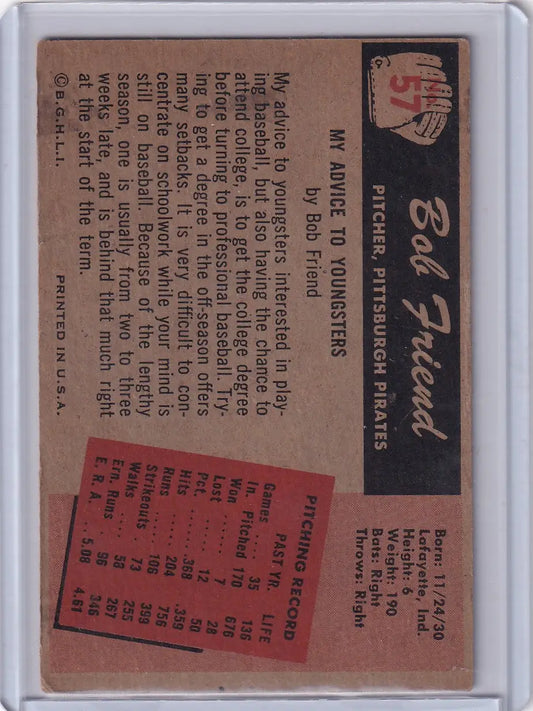 No.
57
Bob Friend
PITCHER, PITTSBURGH PIRATES
Born: 11/24/30
Lafayette, Ind.
Height: 6
Weight: 190
Bats: Right
Throws: Right
MY ADVICE TO YOUNGSTERS
by Bob Friend
My advice to youngsters interested in play-
ing baseball, but also having the chance to
attend college, is to get the college degree
before turning to professional baseball. Try-
ing to get a degree in the off-season offers
many setbacks. It is very difficult to con-
centrate on schoolwork while your mind is
still on baseball. Because of the lengthy
season, one is usually from two to three
weeks late, and is behind that much right
at the start of the term.
PITCHING RECORD
PAST YR. LIFE
Games .... 35 136
In. Pitched 170 676
Won ..... 7 28
Lost ..... 12 50
Pct. ..... .368 .359
Hits ..... 204 756
Runs ..... 106 399
Strikeouts . 73 255
Walks .... 58 267
Ern. Runs . 96 346
E. R. A. .. 5.08 4.61
© B.G.H.L.I.
PRINTED IN U.S.A.